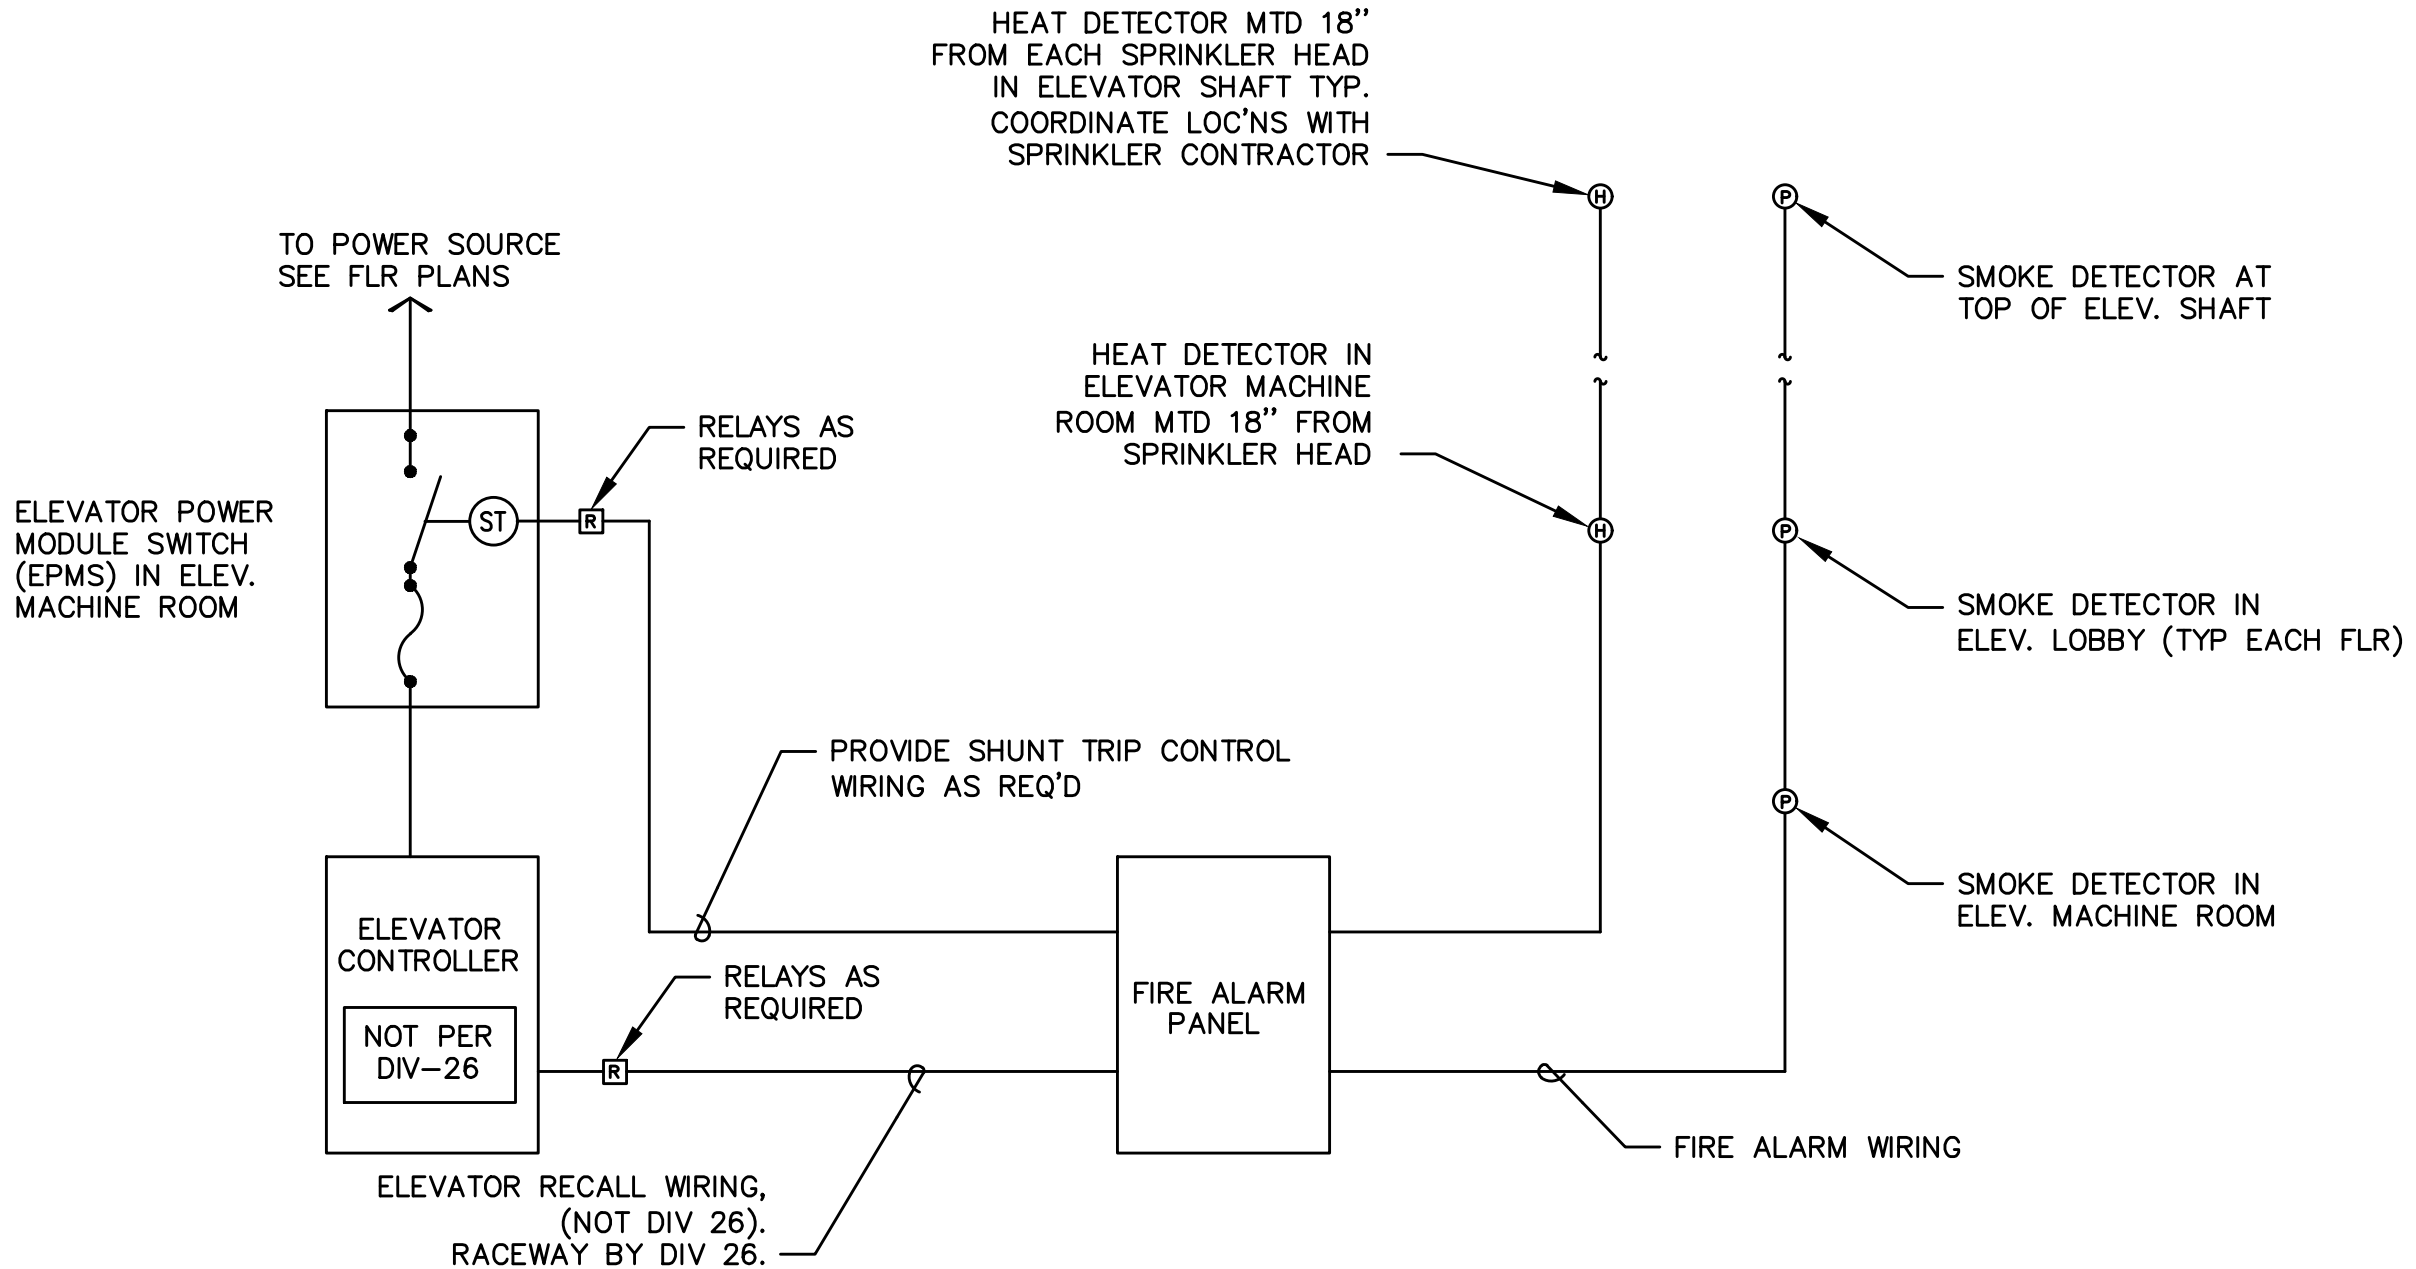 HEAT DETECTOR MTD 18”
FROM EACH SPRINKLER HEAD
IN ELEVATOR SHAFT TYP.
COORDINATE LOC'NS WITH
SPRINKLER CONTRACTOR
H
P
TO POWER SOURCE
SEE FLR PLANS
SMOKE DETECTOR AT
TOP OF ELEV. SHAFT
HEAT DETECTOR IN
ELEVATOR MACHINE
ROOM MTD 18” FROM
SPRINKLER HEAD
RELAYS AS
REQUIRED
ELEVATOR POWER
MODULE SWITCH
(EPMS) IN ELEV.
MACHINE ROOM
ST
R
H
P
SMOKE DETECTOR IN
ELEV. LOBBY (TYP EACH FLR)
PROVIDE SHUNT TRIP CONTROL
WIRING AS REQ'D
P
SMOKE DETECTOR IN
ELEV. MACHINE ROOM
ELEVATOR
CONTROLLER
NOT PER
DIV-26
RELAYS AS
REQUIRED
R
FIRE ALARM
PANEL
FIRE ALARM WIRING
ELEVATOR RECALL WIRING,
(NOT DIV 26).
RACEWAY BY DIV 26.